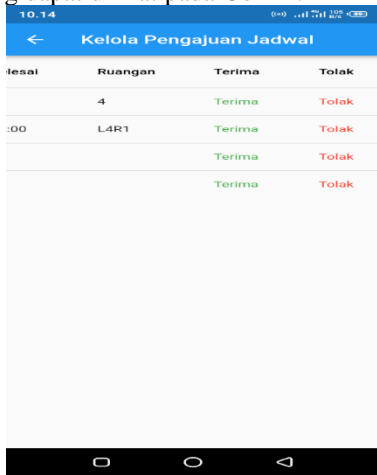 10.14
← Kelola Pengajuan Jadwal
lesai Ruangan Terima Tolak
4 Terima Tolak
:00 L4R1 Terima Tolak
Terima Tolak
Terima Tolak